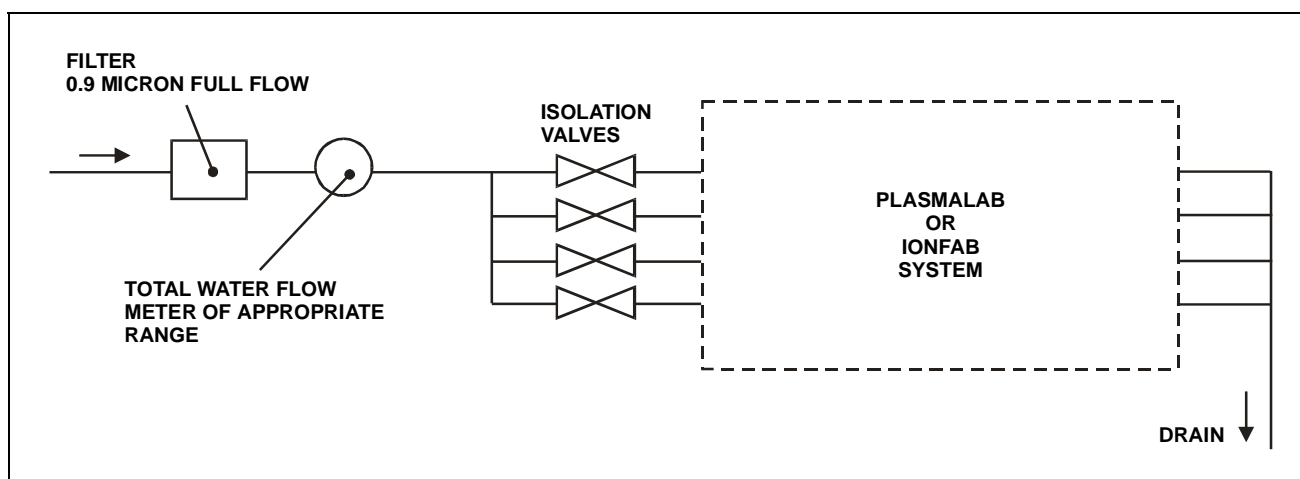 FILTER
0.9 MICRON FULL FLOW
ISOLATION
VALVES
PLASMALAB
OR
IONFAB
SYSTEM
TOTAL WATER FLOW
METER OF APPROPRIATE
RANGE
DRAIN